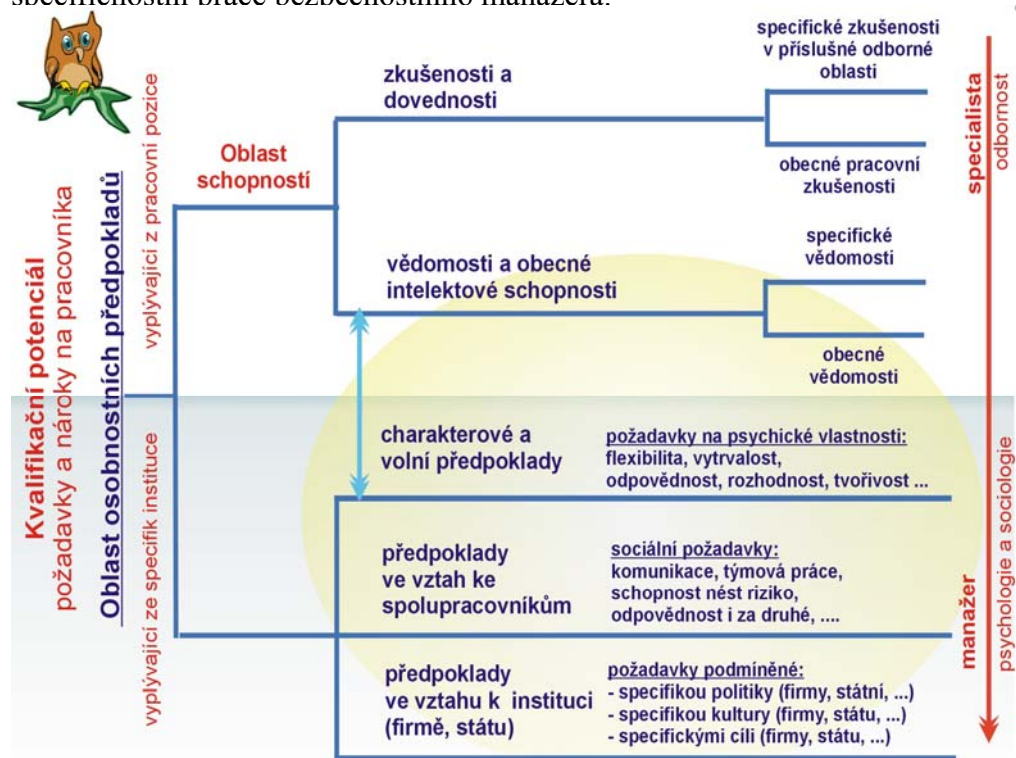 specifičnostni práce bezpečnostního manažera.
specifické zkušenosti
v příslušné odborné
oblasti
zkušenosti a
dovednosti
Oblast
schopností
obecné pracovní
zkušenosti
specifické
vědomosti
vědomosti a obecné
intelektové schopnosti
obecné
vědomosti
charakterové a
volní předpoklady
požadavky na psychické vlastnosti:
flexibilita, vytrvalost,
odpovědnost, rozhodnost, tvořivost ...
předpoklady
ve vztah ke
spolupracovníkům
sociální požadavky:
komunikace, týmová práce,
schopnost nést riziko,
odpovědnost i za druhé, ....
předpoklady
ve vztahu k instituci
(firmě, státu)
požadavky podmíněné:
- specifikou politiky (firmy, státní, ...)
- specifikou kultury (firmy, státu, ...)
- specifickými cíli (firmy, státu, ...)
Kvalifikační potenciál
požadavky a nároky na pracovníka
Oblast osobnostních předpokladů
vyplývající z pracovní pozice
vyplývající ze specifik instituce
specialista
odbornost
manažer
psychologie a sociologie